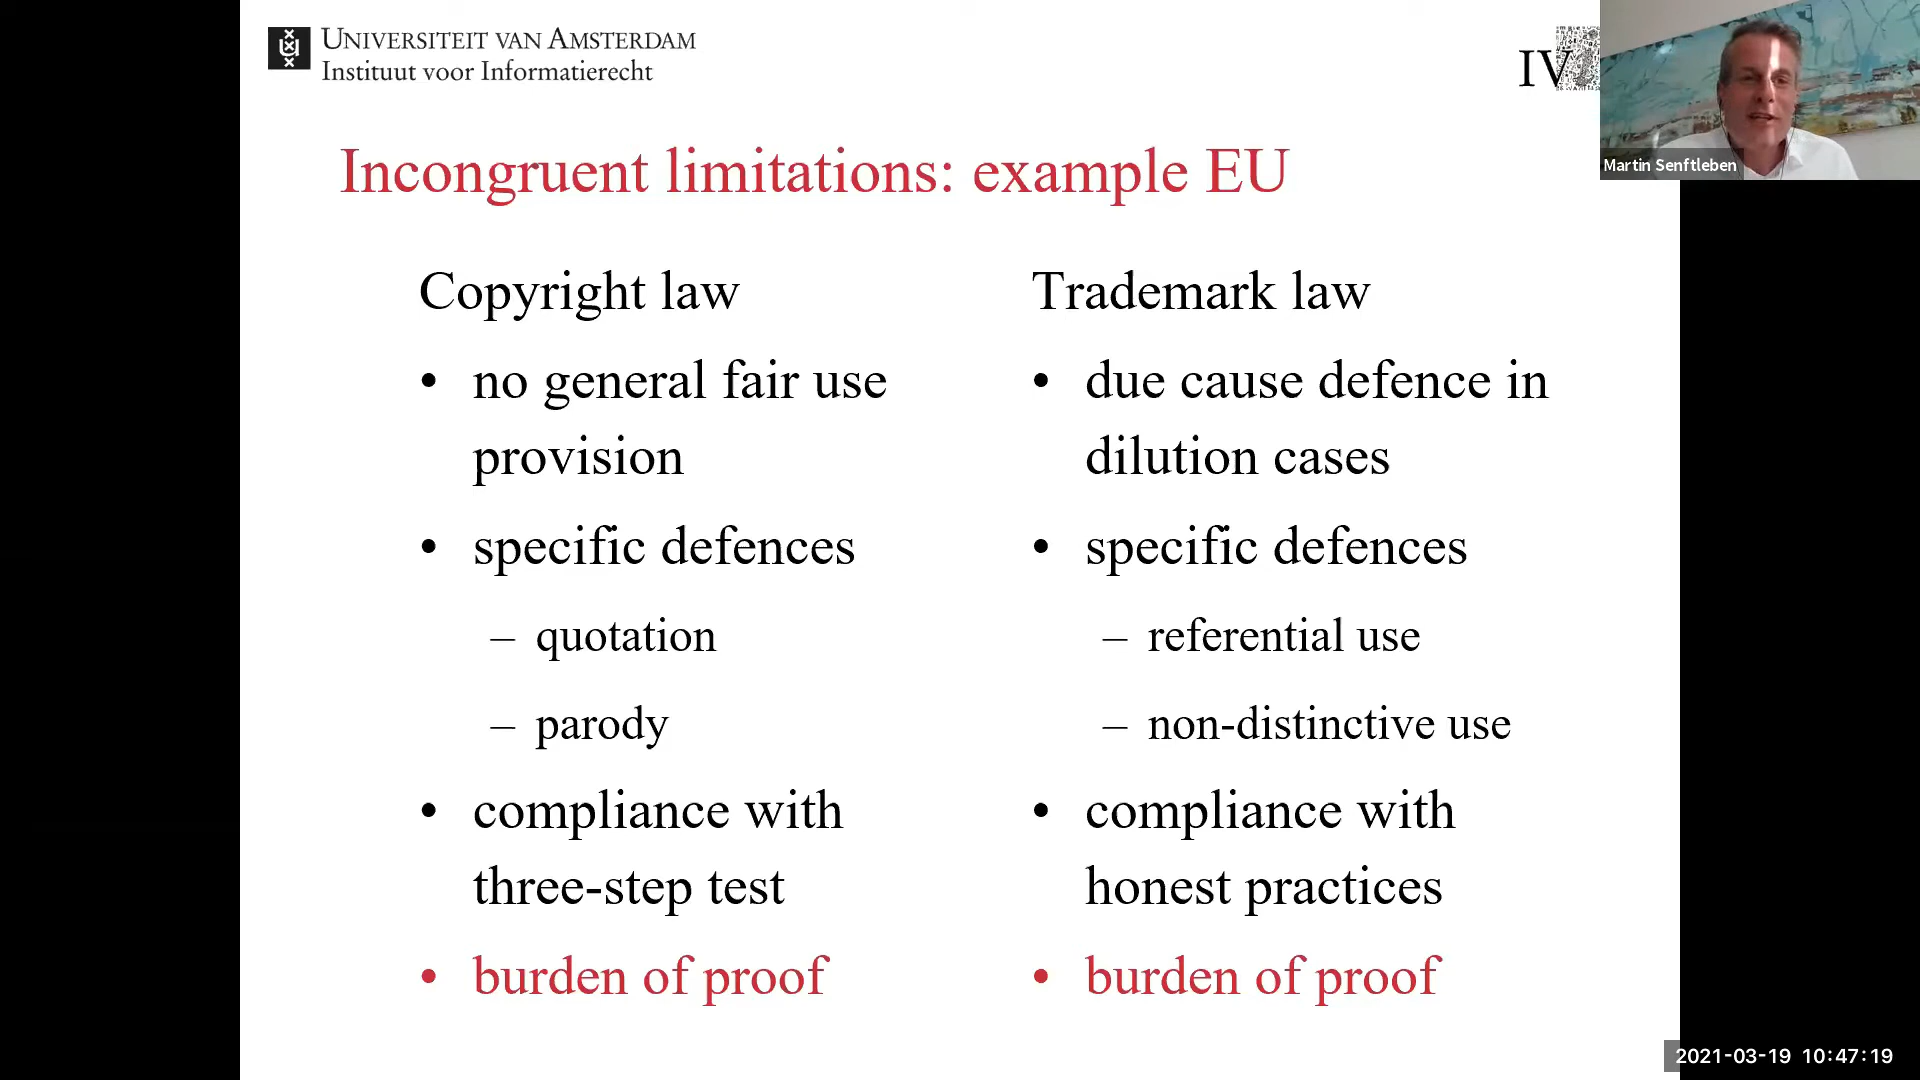 UNIVERSITEIT VAN AMSTERDAM
Instituut voor Informatierecht
IV
Martin Senftleben
Incongruent limitations: example EU
Copyright law
• no general fair use
provision
• specific defences
– quotation
– parody
• compliance with
three-step test
• burden of proof
Trademark law
• due cause defence in
dilution cases
• specific defences
– referential use
– non-distinctive use
• compliance with
honest practices
• burden of proof
2021-03-19 10:47:19